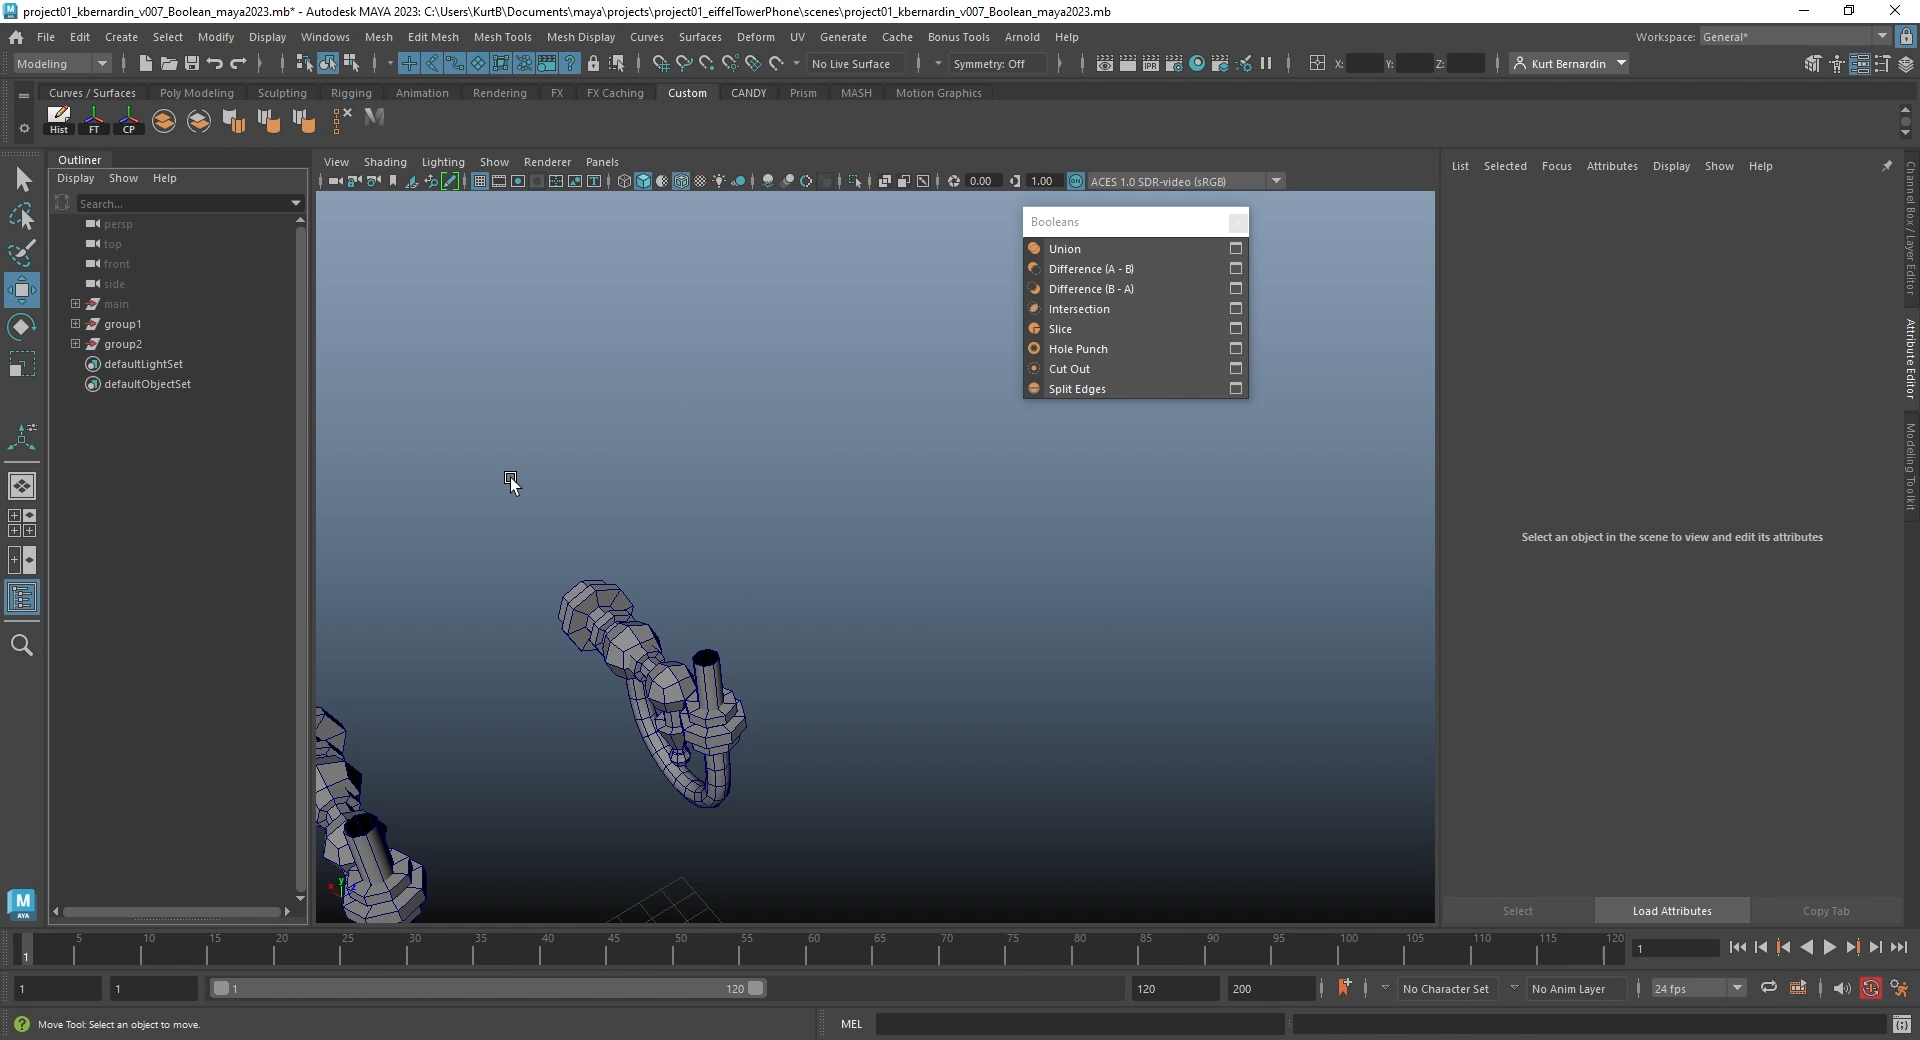 project01_kbernardin_v007_Boolean_maya2023.mb* - Autodesk MAYA 2023: C:\Users\KurtB\Documents\maya\projects\project01_eiffelTowerPhone\scenes\project01_kbernardin_v007_Boolean_maya2023.mb
File Edit Create Select Modify Display Windows Mesh Edit Mesh Mesh Tools Mesh Display Curves Surfaces Deform UV Generate Cache Bonus Tools Arnold Help Workspace: General*
Modeling No Live Surface Symmetry: Off X: Y: Z: Kurt Bernardin
Curves / Surfaces Poly Modeling Sculpting Rigging Animation Rendering FX FX Caching Custom CANDY Prism MASH Motion Graphics
Hist FT CP
Outliner
Display Show Help
Search...
persp
top
front
side
main
group1
group2
defaultLightSet
defaultObjectSet
View Shading Lighting Show Renderer Panels
0.00 1.00 ACES 1.0 SDR-video (sRGB)
Booleans
Union
Difference (A - B)
Difference (B - A)
Intersection
Slice
Hole Punch
Cut Out
Split Edges
List Selected Focus Attributes Display Show Help
Select an object in the scene to view and edit its attributes
Select Load Attributes Copy Tab
Channel Box / Layer Editor
Attribute Editor
Modeling Toolkit
M
AYA
5 10 15 20 25 30 35 40 45 50 55 60 65 70 75 80 85 90 95 100 105 110 115 120
1 1
1 1 1 120 120 200 No Character Set No Anim Layer 24 fps
Move Tool: Select an object to move. MEL